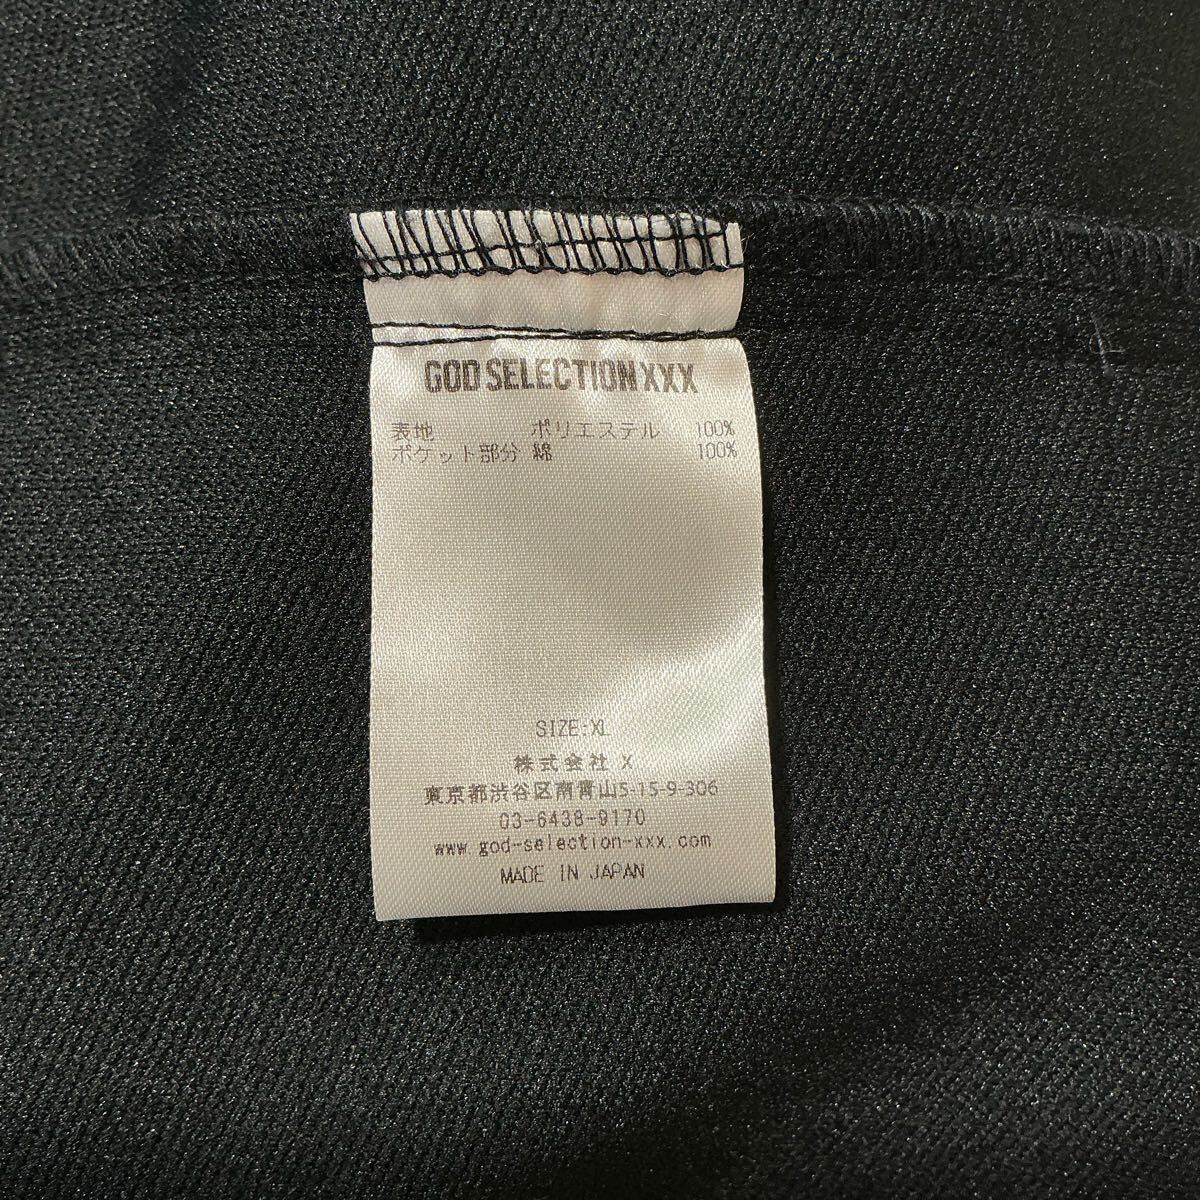 GOD SELECTION XXX
表地 ポリエステル 100%
ポケット部分 綿 100%
SIZE:XL
株式会社 X
東京都渋谷区南青山5-15-9-306
03-6438-9170
www.god-selection-xxx.com
MADE IN JAPAN